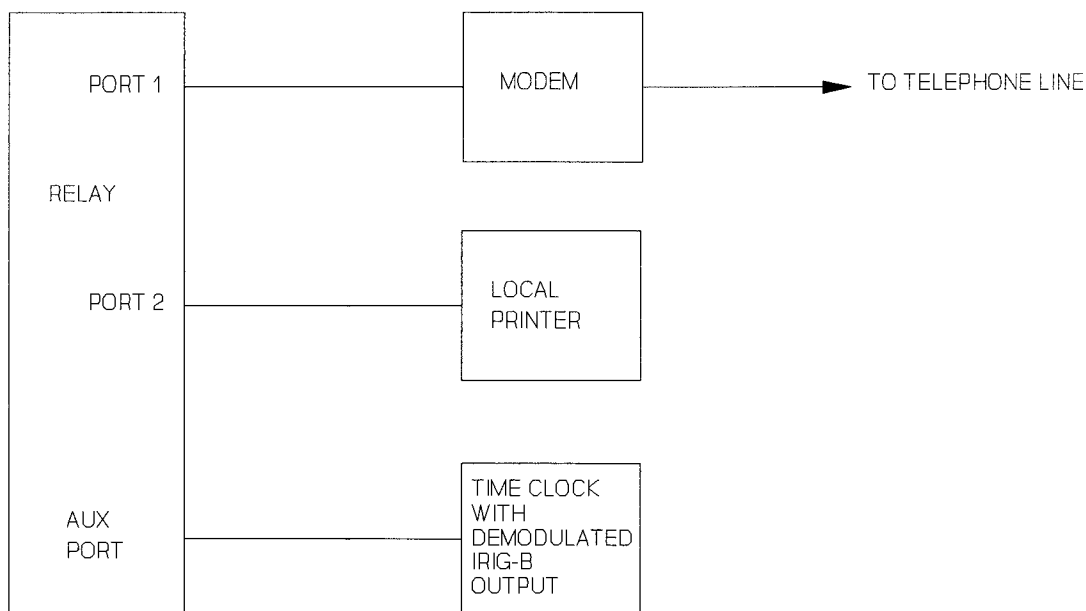 PORT 1
MODEM
TO TELEPHONE LINE
RELAY
PORT 2
LOCAL
PRINTER
AUX
PORT
TIME CLOCK
WITH
DEMODULATED
IRIG-B
OUTPUT